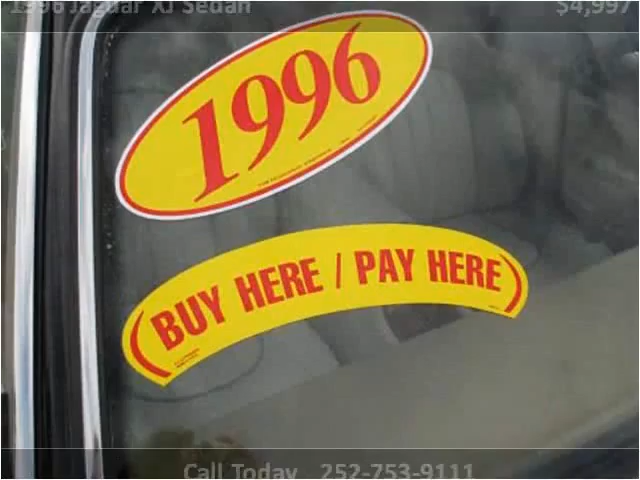 1996 Jaguar XJ Sedan $4,997
1996
BUY HERE / PAY HERE
Call Today 252-753-9111